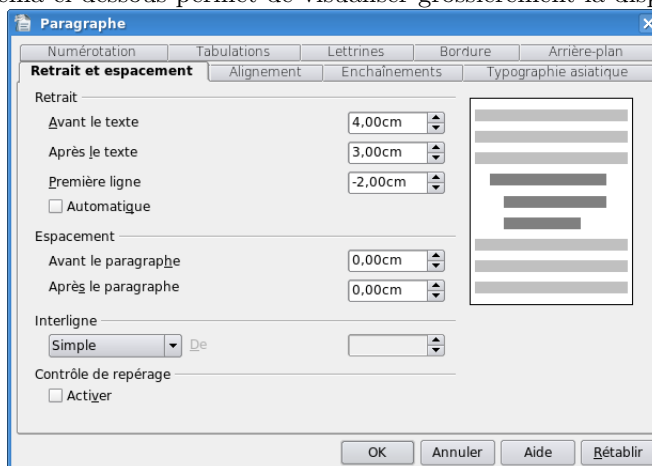 Paragraphe
Numérotation Tabulations Lettrines Bordure Arrière-plan
Retrait et espacement Alignement Enchaînements Typographie asiatique
Retrait
Avant le texte 4,00cm
Après le texte 3,00cm
Première ligne -2,00cm
Automatique
Espacement
Avant le paragraphe 0,00cm
Après le paragraphe 0,00cm
Interligne
Simple De
Contrôle de repérage
Activer
OK Annuler Aide Rétablir